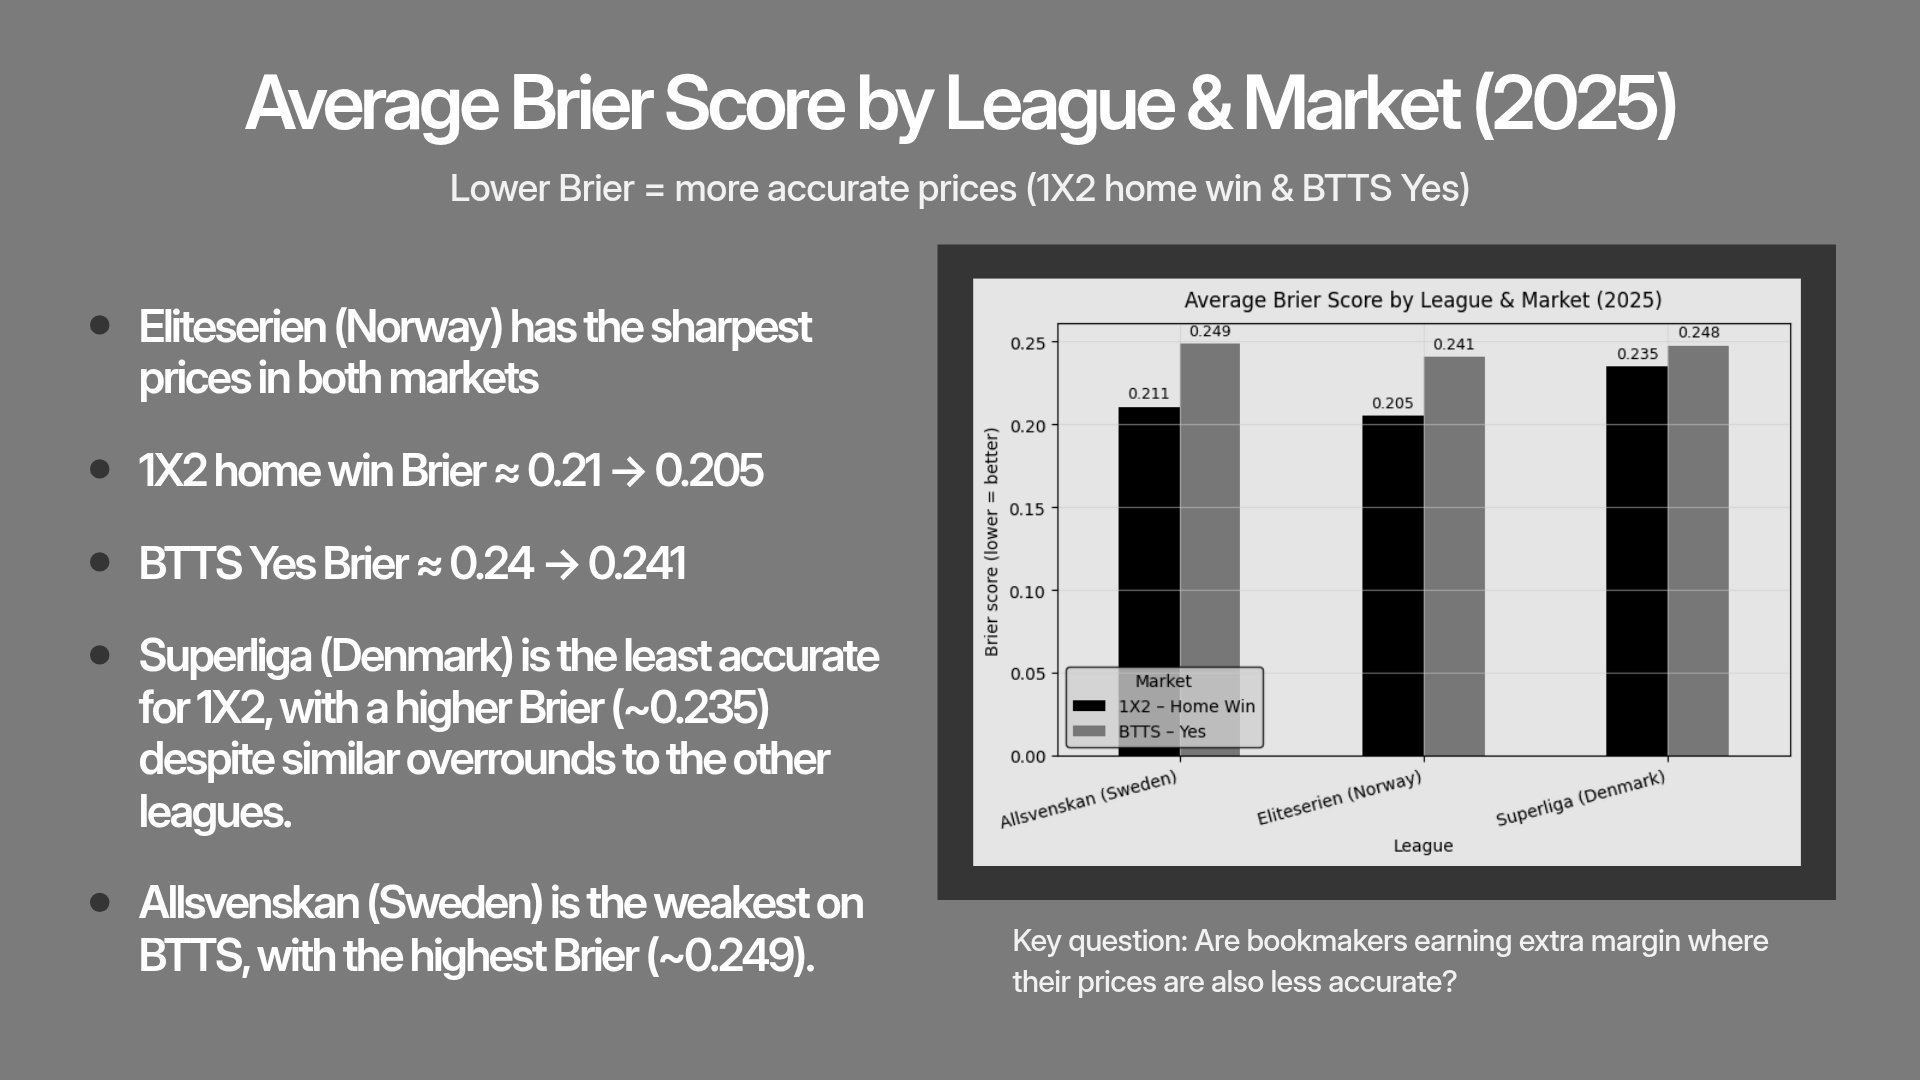 Average Brier Score by League & Market (2025)
Lower Brier = more accurate prices (1X2 home win & BTTS Yes)
Eliteserien (Norway) has the sharpest
prices in both markets
1X2 home win Brier ≈ 0.21 → 0.205
BTTS Yes Brier ≈ 0.24 → 0.241
Superliga (Denmark) is the least accurate
for 1X2, with a higher Brier (~0.235)
despite similar overrounds to the other
leagues.
Allsvenskan (Sweden) is the weakest on
BTTS, with the highest Brier (~0.249).
Average Brier Score by League & Market (2025)
Brier score (lower = better)
0.25
0.20
0.15
0.10
0.05
0.00
0.211
0.249
0.205
0.241
0.235
0.248
Market
1X2 – Home Win
BTTS – Yes
Allsvenskan (Sweden)
Eliteserien (Norway)
Superliga (Denmark)
League
Key question: Are bookmakers earning extra margin where
their prices are also less accurate?